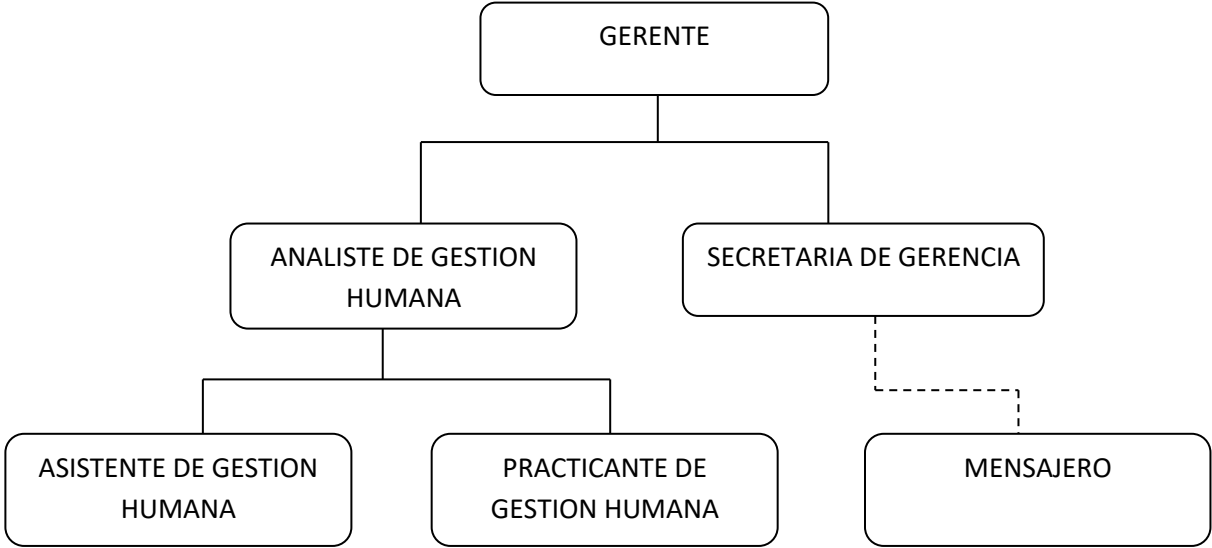 GERENTE
ANALISTE DE GESTION
HUMANA
SECRETARIA DE GERENCIA
ASISTENTE DE GESTION
HUMANA
PRACTICANTE DE
GESTION HUMANA
MENSAJERO